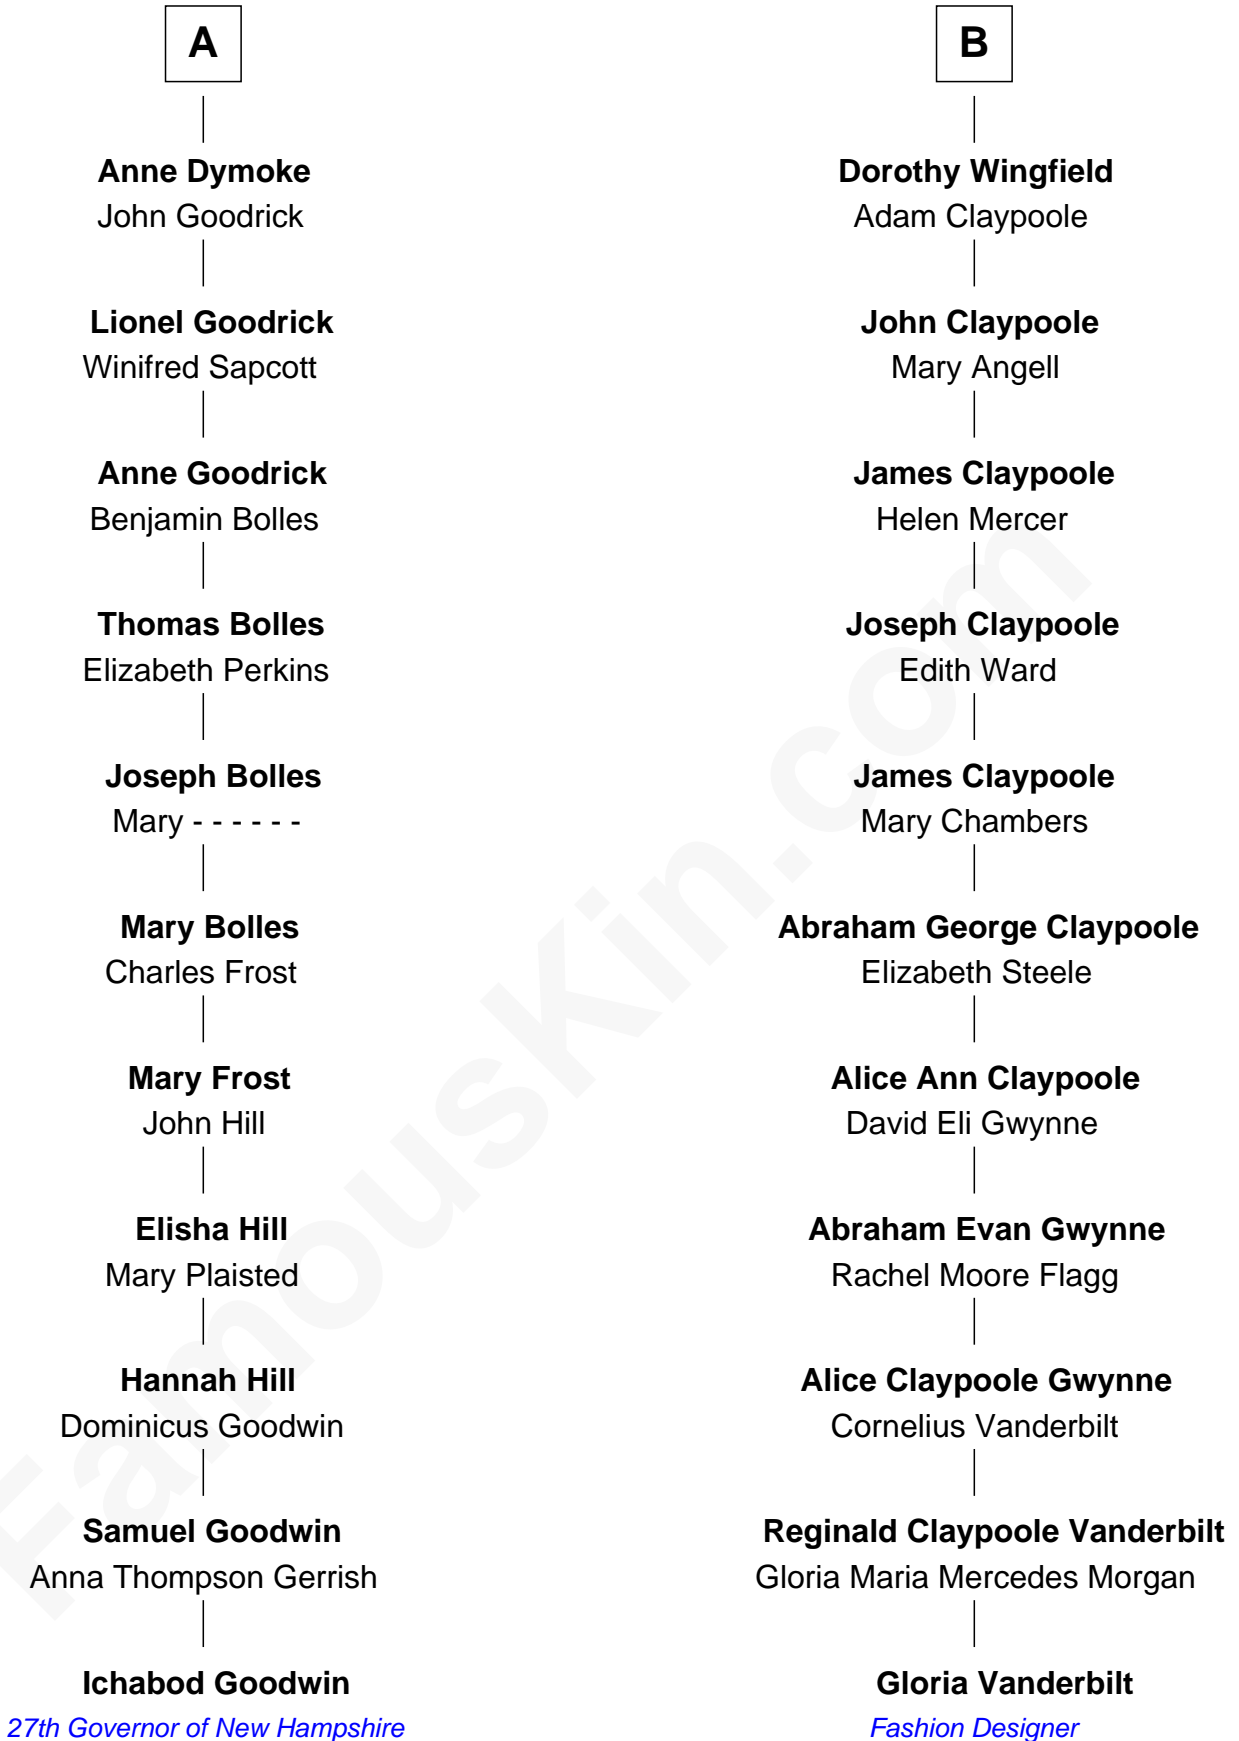 A
Anne Dymoke
John Goodrick
Lionel Goodrick
Winifred Sapcott
Anne Goodrick
Benjamin Bolles
Thomas Bolles
Elizabeth Perkins
Joseph Bolles
Mary - - - - - -
Mary Bolles
Charles Frost
Mary Frost
John Hill
Elisha Hill
Mary Plaisted
Hannah Hill
Dominicus Goodwin
Samuel Goodwin
Anna Thompson Gerrish
Ichabod Goodwin
27th Governor of New Hampshire
B
Dorothy Wingfield
Adam Claypoole
John Claypoole
Mary Angell
James Claypoole
Helen Mercer
Joseph Claypoole
Edith Ward
James Claypoole
Mary Chambers
Abraham George Claypoole
Elizabeth Steele
Alice Ann Claypoole
David Eli Gwynne
Abraham Evan Gwynne
Rachel Moore Flagg
Alice Claypoole Gwynne
Cornelius Vanderbilt
Reginald Claypoole Vanderbilt
Gloria Maria Mercedes Morgan
Gloria Vanderbilt
Fashion Designer
FamousKin.com